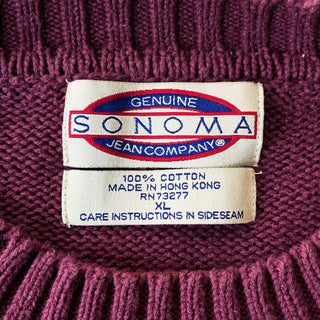 GENUINE
SONOMA
JEAN COMPANY®
100% COTTON
MADE IN HONG KONG
RN73277
XL
CARE INSTRUCTIONS IN SIDESEAM